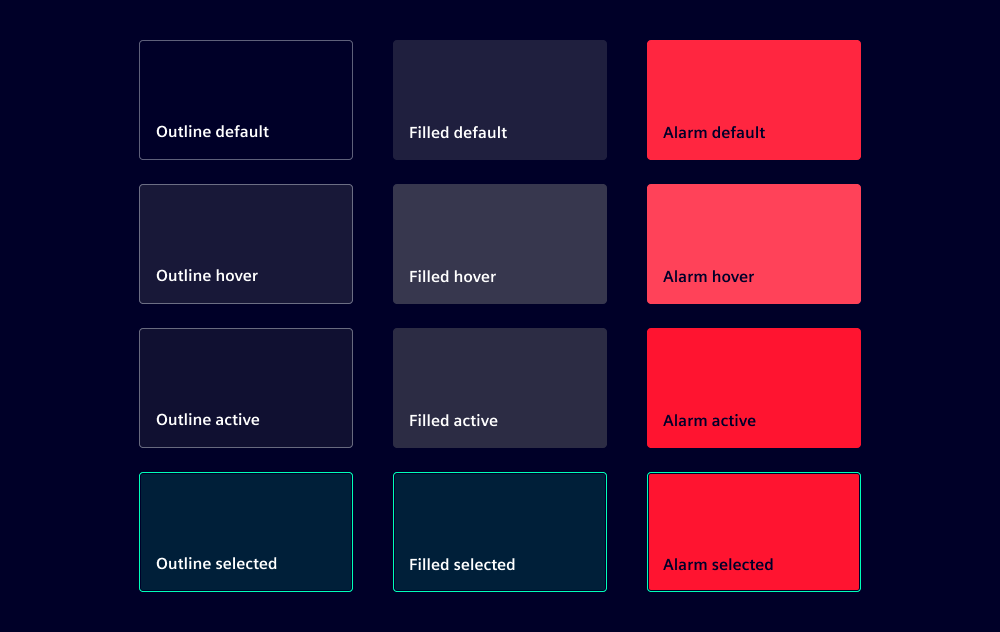 Outline default
Filled default
Alarm default
Outline hover
Filled hover
Alarm hover
Outline active
Filled active
Alarm active
Outline selected
Filled selected
Alarm selected